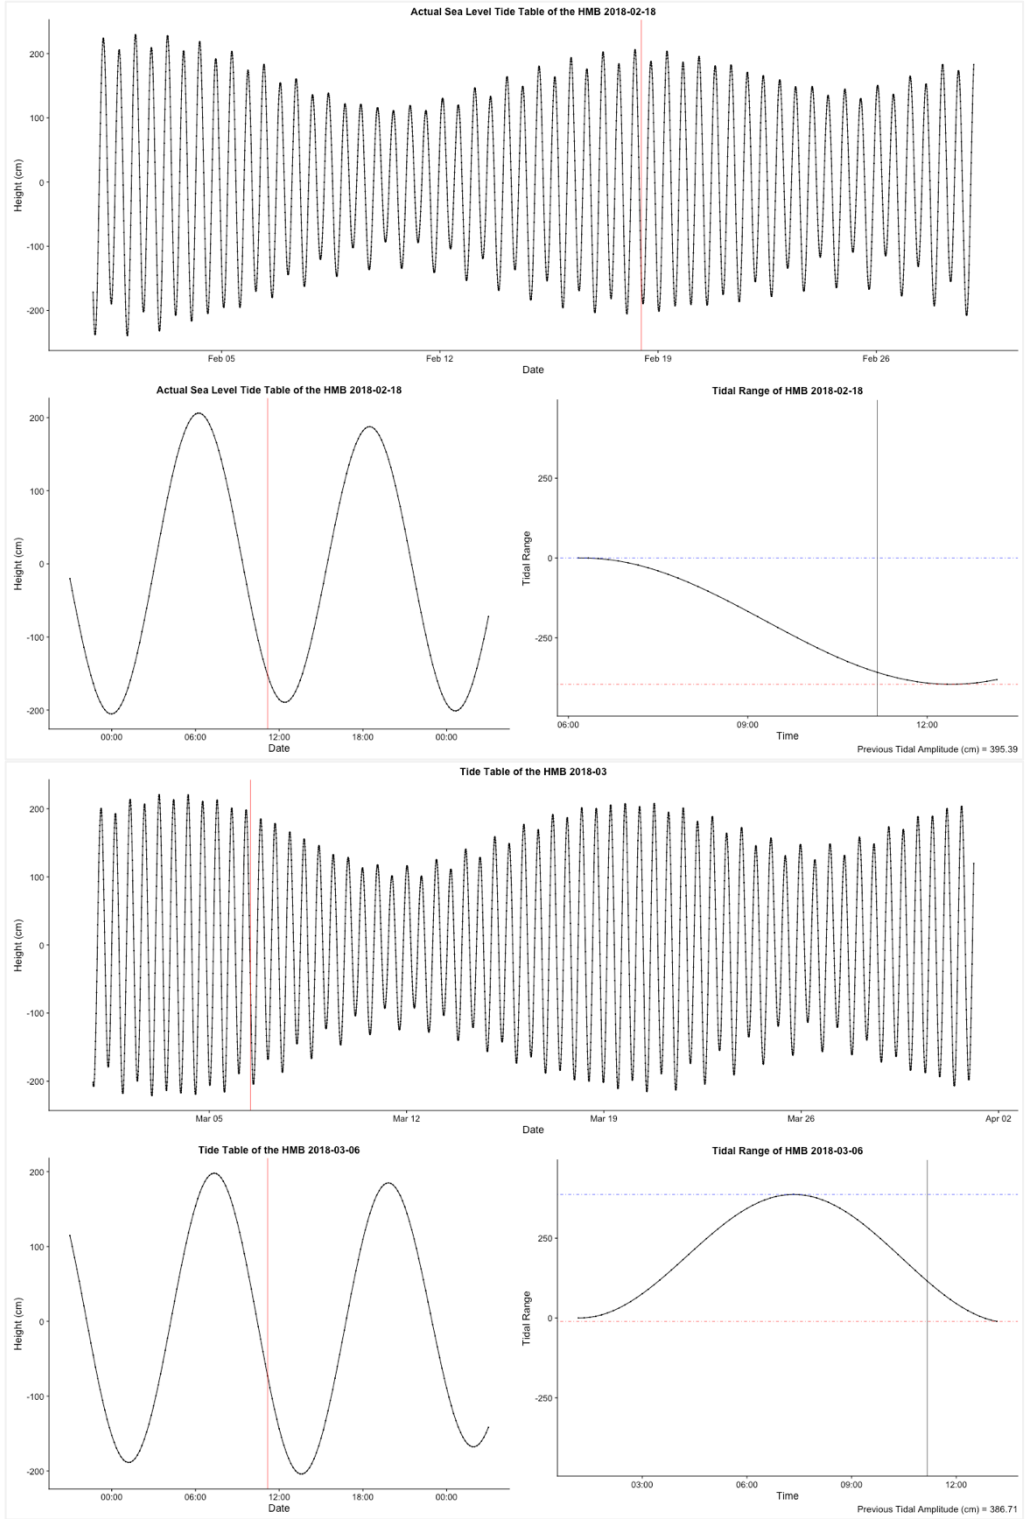 Actual Sea Level Tide Table of the HMB 2018-02-18
Height (cm)
200
100
0
-100
-200
Feb 05 Feb 12 Feb 19 Feb 26
Date
Actual Sea Level Tide Table of the HMB 2018-02-18
Height (cm)
200
100
0
-100
-200
00:00 06:00 12:00 18:00 00:00
Date
Tidal Range of HMB 2018-02-18
Tidal Range
250
0
-250
06:00 09:00 12:00
Time
Previous Tidal Amplitude (cm) = 395.39
Tide Table of the HMB 2018-03
Height (cm)
200
100
0
-100
-200
Mar 05 Mar 12 Mar 19 Mar 26 Apr 02
Date
Tide Table of the HMB 2018-03-06
Height (cm)
200
100
0
-100
-200
00:00 06:00 12:00 18:00 00:00
Date
Tidal Range of HMB 2018-03-06
Tidal Range
250
0
-250
03:00 06:00 09:00 12:00
Time
Previous Tidal Amplitude (cm) = 386.71